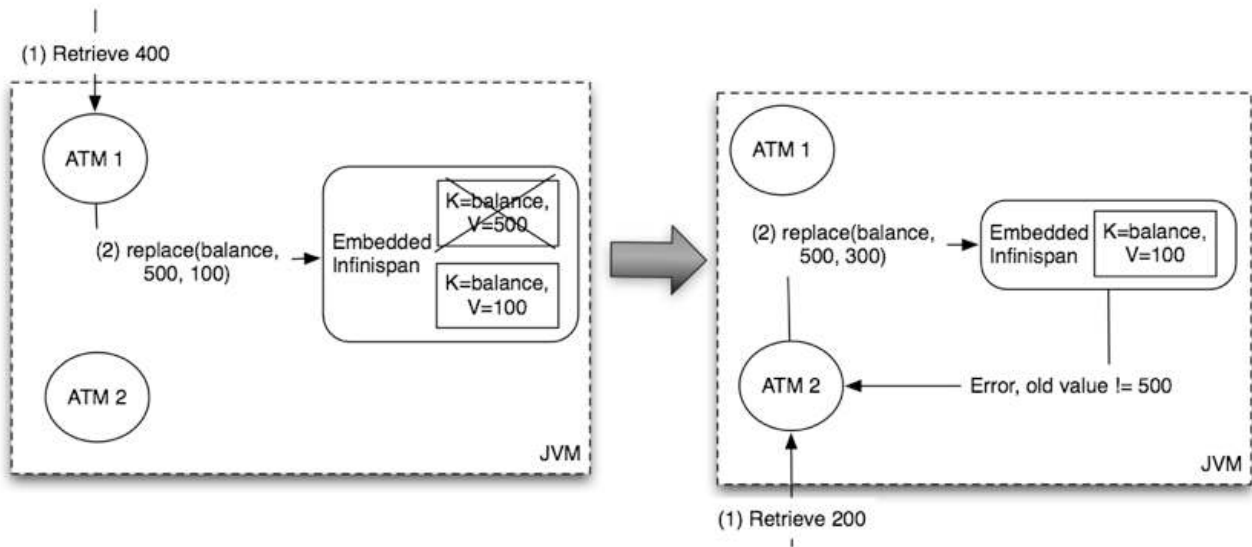 (1) Retrieve 400
ATM 1
(2) replace(balance,
500, 100)
Embedded
Infinispan
K=balance,
V=500
K=balance,
V=100
ATM 2
JVM
ATM 1
(2) replace(balance,
500, 300)
Embedded
Infinispan
K=balance,
V=100
ATM 2
Error, old value != 500
JVM
(1) Retrieve 200